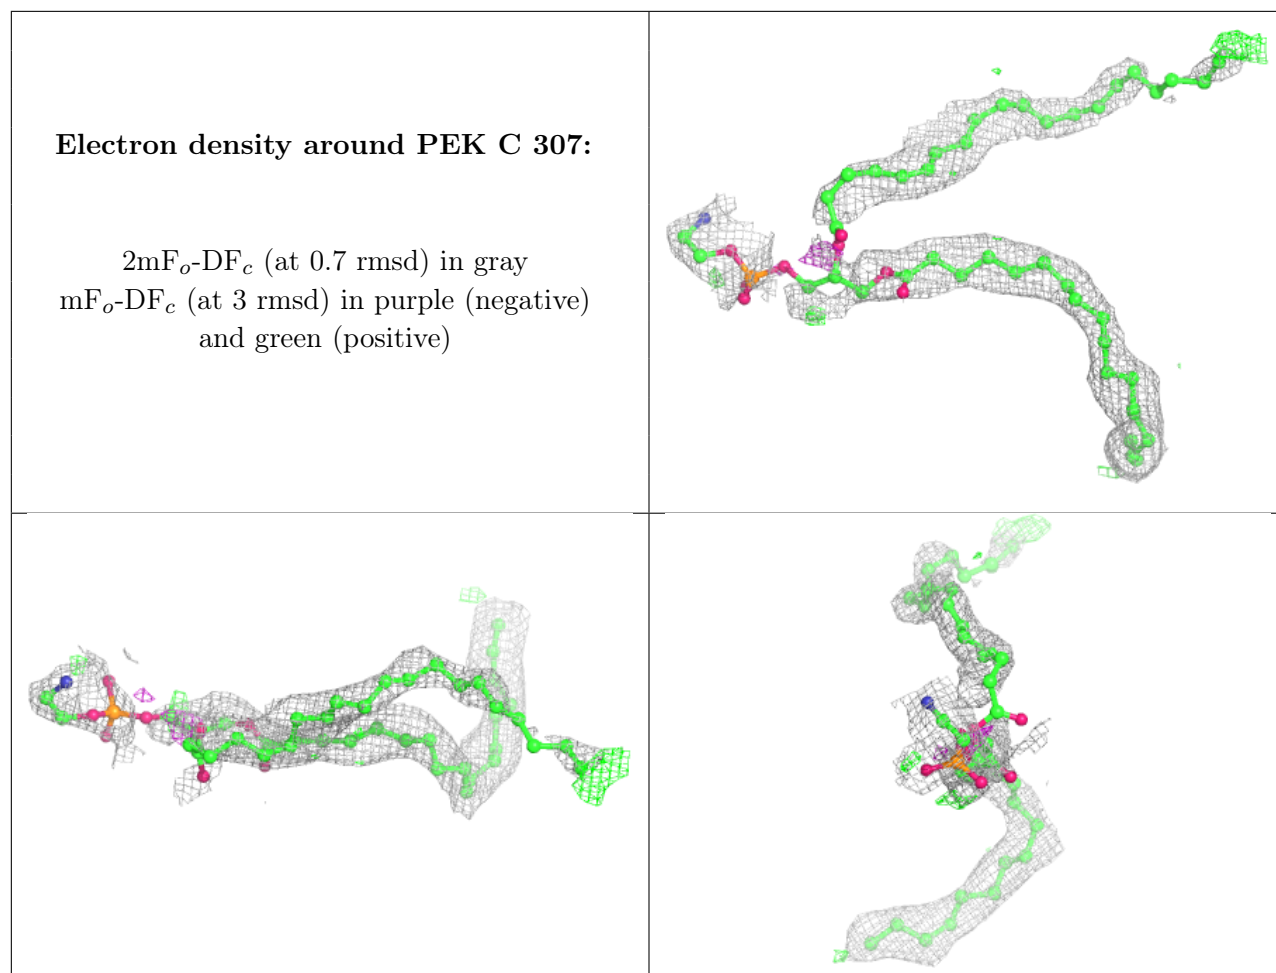 Electron density around PEK C 307:
2mFo-DFc (at 0.7 rmsd) in gray
mFo-DFc (at 3 rmsd) in purple (negative)
and green (positive)